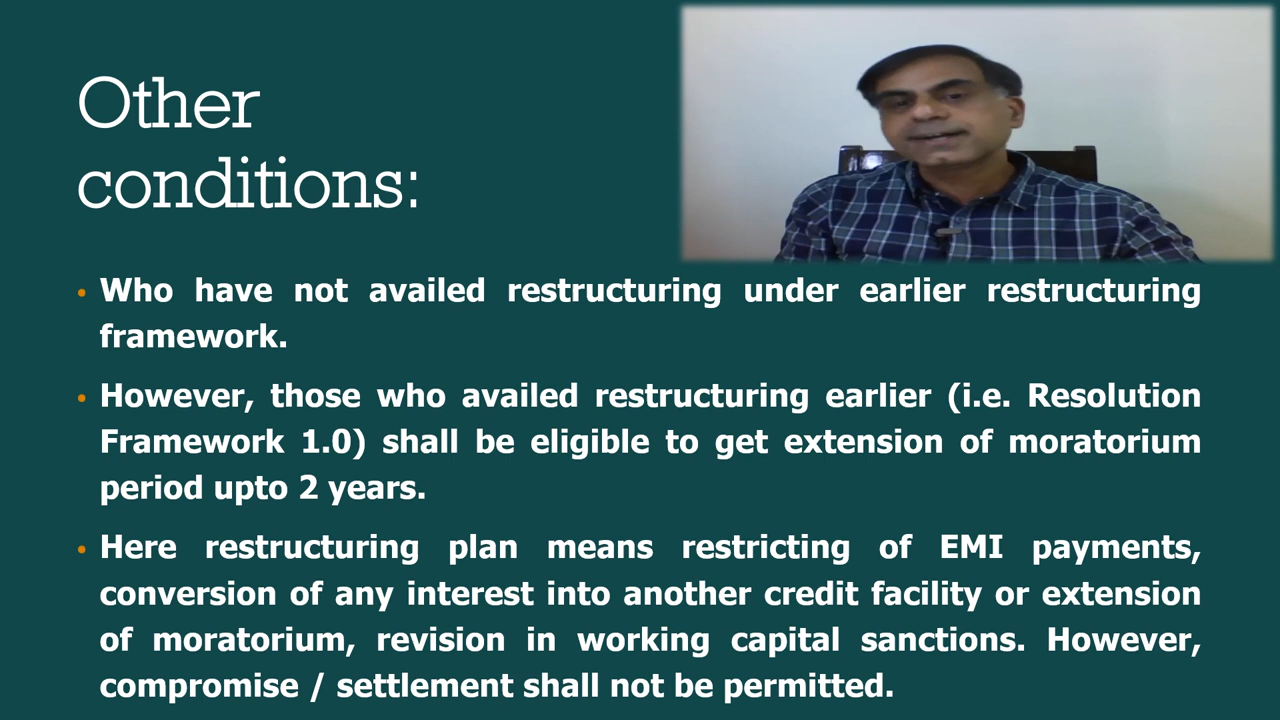 Other
conditions:
• Who have not availed restructuring under earlier restructuring
framework.
• However, those who availed restructuring earlier (i.e. Resolution
Framework 1.0) shall be eligible to get extension of moratorium
period upto 2 years.
• Here restructuring plan means restricting of EMI payments,
conversion of any interest into another credit facility or extension
of moratorium, revision in working capital sanctions. However,
compromise / settlement shall not be permitted.